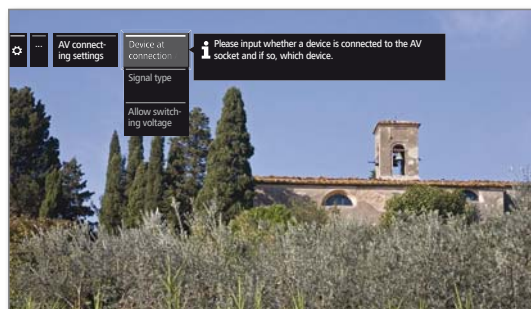 ...
AV connect-
ing settings
Device at
connection ...
Signal type
Allow switch-
ing voltage
i
Please input whether a device is connected to the AV
socket and if so, which device.